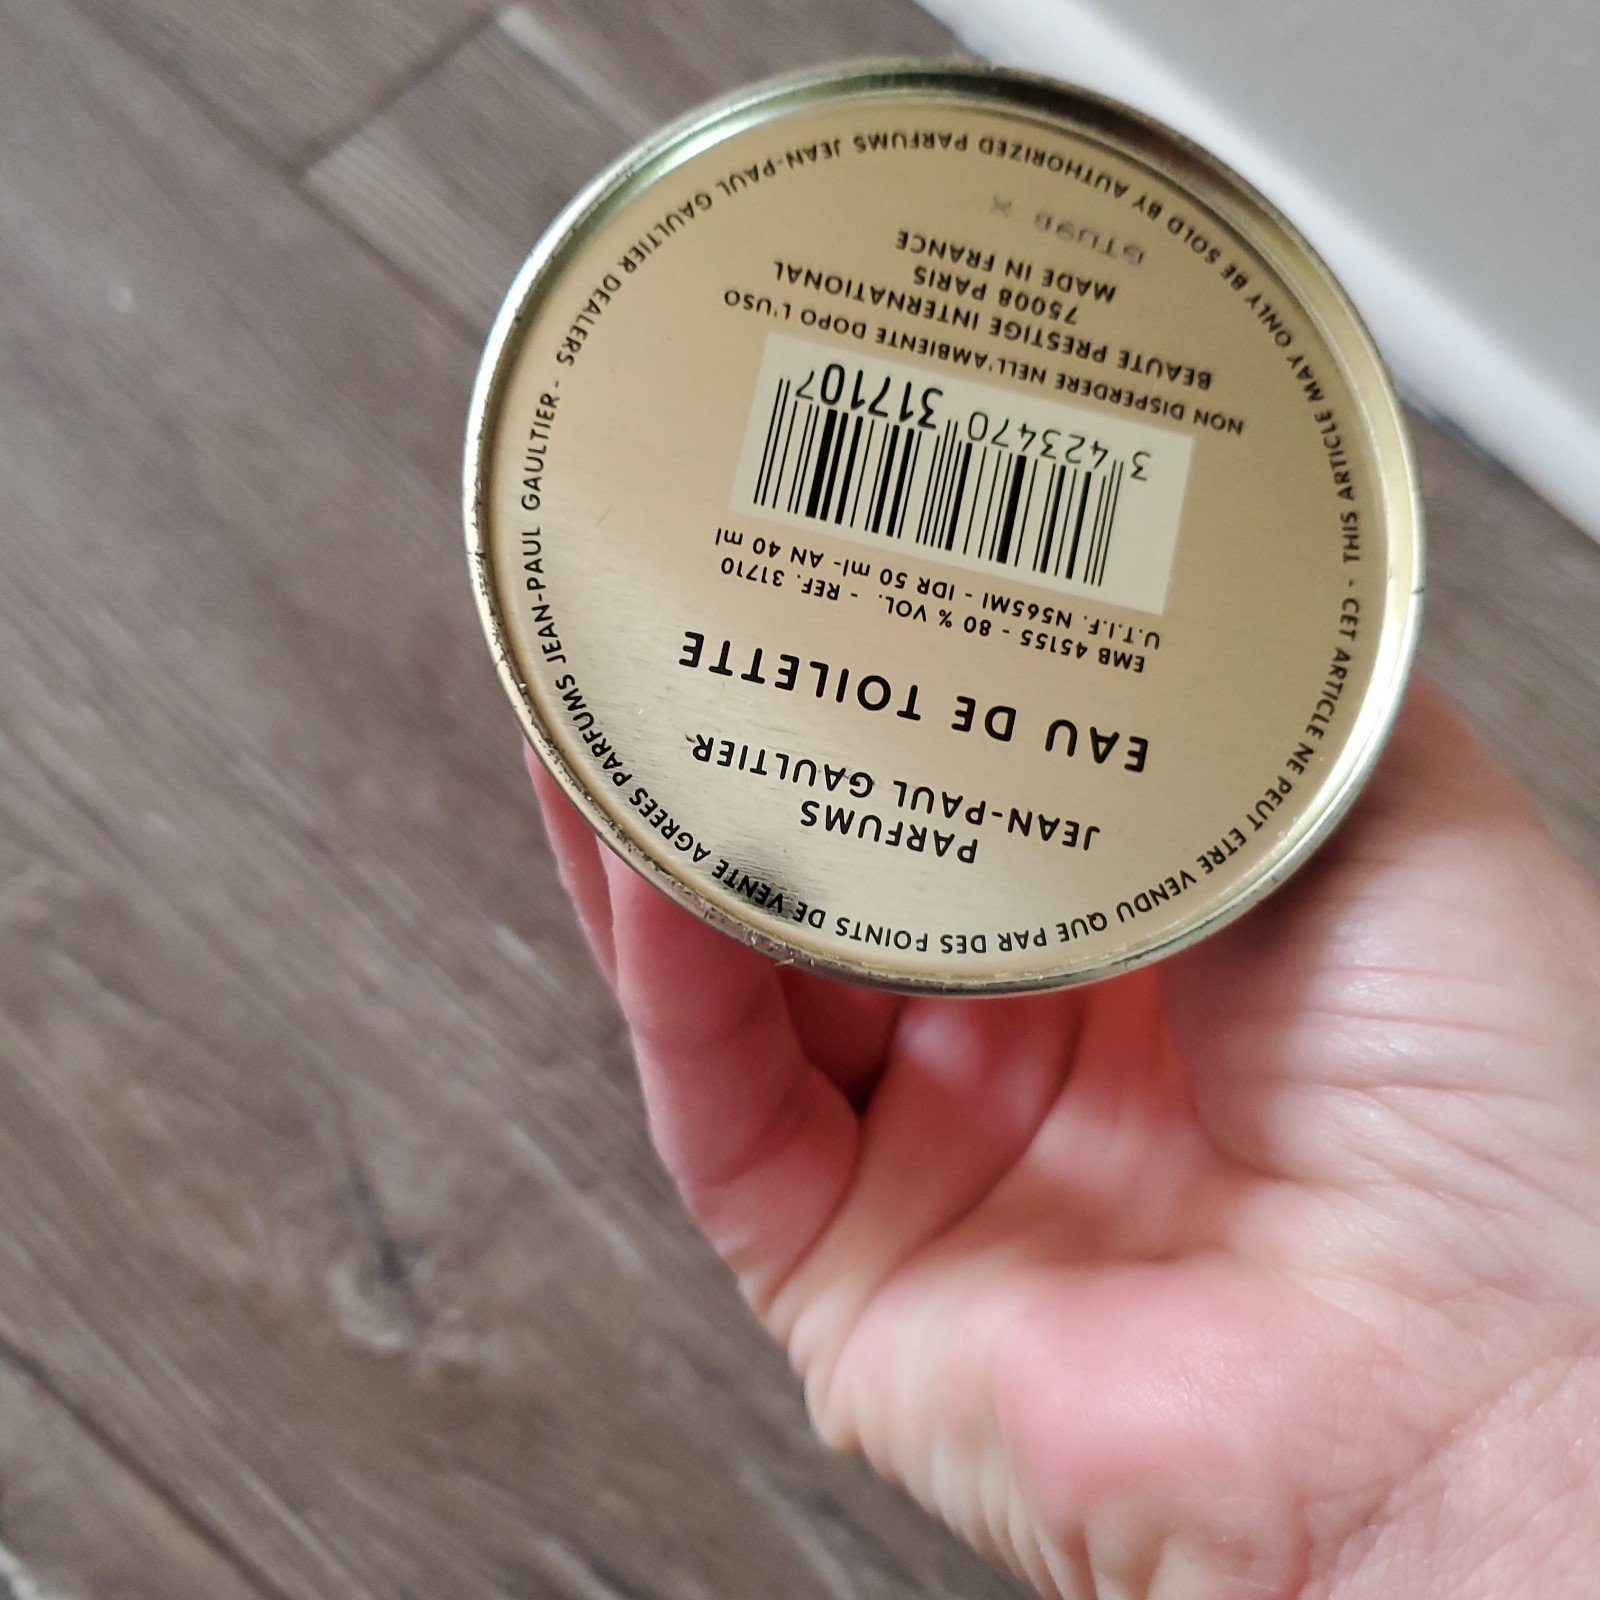 PARFUMS
JEAN-PAUL GAULTIER
EAU DE TOILETTE
EMB 45155 - 80 % VOL. - REF. 31710
U.T.I.F. N565MI - IDR 50 ml- AN 40 ml
3 423470 317107
NON DISPERDERE NELL'AMBIENTE DOPO L'USO
BEAUTE PRESTIGE INTERNATIONAL
75008 PARIS
MADE IN FRANCE
THIS ARTICLE MAY ONLY BE SOLD BY AUTHORIZED PARFUMS JEAN-PAUL GAULTIER DEALERS -
CET ARTICLE NE PEUT ETRE VENDU QUE PAR DES POINTS DE VENTE AGREES PARFUMS JEAN-PAUL GAULTIER -